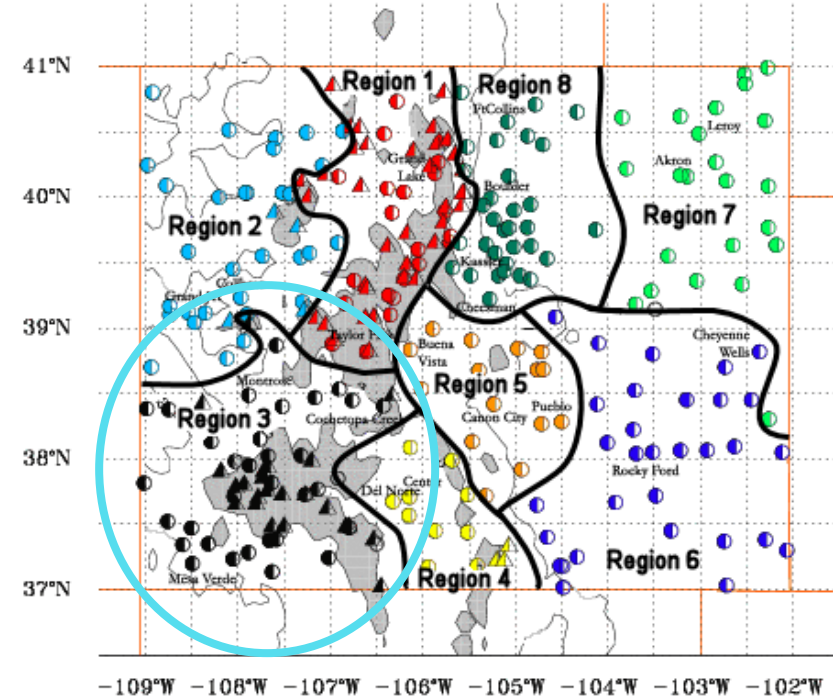 41°N
Region 1
Region 8
FtCollins
Leroy
Grand
Lake
Akron
40°N
Boulder
Region 2
Region 7
Kassler
Cheesman
39°N
Taylor
Buena
Vista
Cheyenne
Wells
Montrose
Region 5
Region 3
Cochetopa Creek
Canon City
Pueblo
38°N
Rocky Ford
Del Norte
Center
Mesa Verde
Region 4
Region 6
37°N
-109°W -108°W -107°W -106°W -105°W -104°W -103°W -102°W